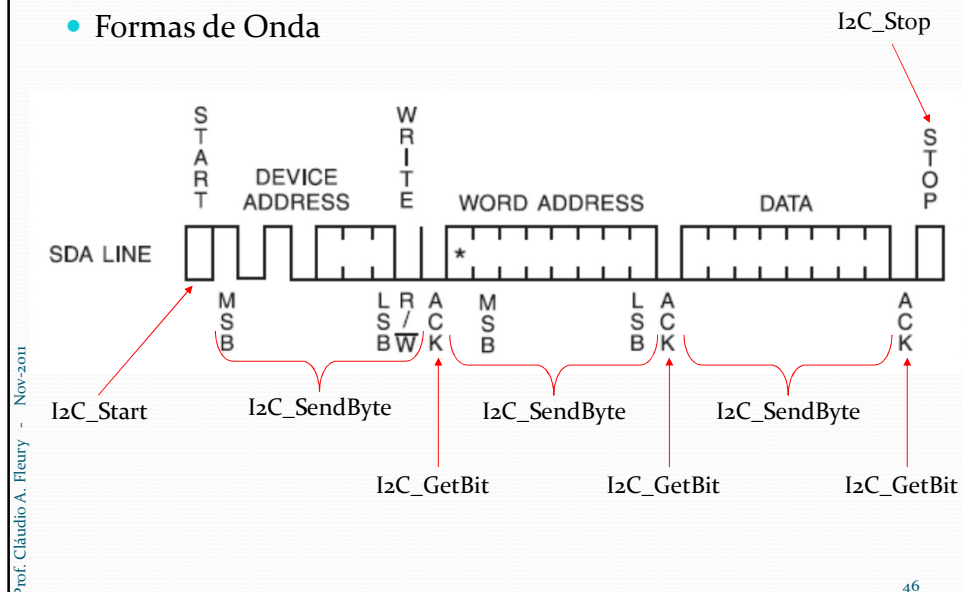 • Formas de Onda
I2C_Stop
START
WRITE
STOP
DEVICE
ADDRESS
WORD ADDRESS
DATA
SDA LINE
*
MSB
LSB
R/W
ACK
MSB
LSB
ACK
ACK
I2C_Start
I2C_SendByte
I2C_SendByte
I2C_SendByte
I2C_GetBit
I2C_GetBit
I2C_GetBit
Prof. Cláudio A. Fleury - Nov-2011
46